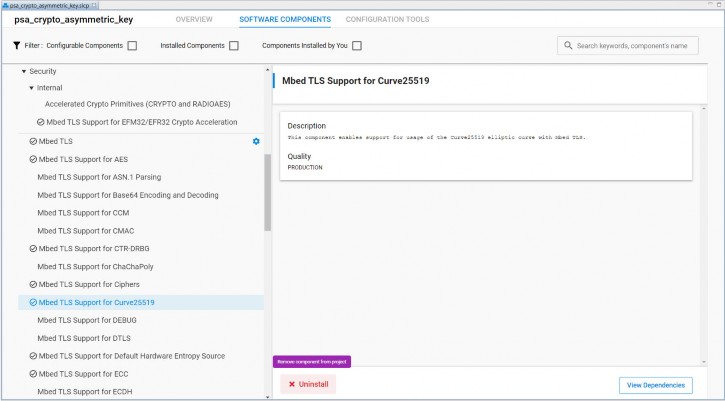 psa_crypto_asymmetric_key.slcp
psa_crypto_asymmetric_key
OVERVIEW
SOFTWARE COMPONENTS
CONFIGURATION TOOLS
Filter : Configurable Components
Installed Components
Components Installed by You
Search keywords, component's name
Security
Internal
Accelerated Crypto Primitives (CRYPTO and RADIOAES)
Mbed TLS Support for EFM32/EFR32 Crypto Acceleration
Mbed TLS
Mbed TLS Support for AES
Mbed TLS Support for ASN.1 Parsing
Mbed TLS Support for Base64 Encoding and Decoding
Mbed TLS Support for CCM
Mbed TLS Support for CMAC
Mbed TLS Support for CTR-DRBG
Mbed TLS Support for ChaChaPoly
Mbed TLS Support for Ciphers
Mbed TLS Support for Curve25519
Mbed TLS Support for DEBUG
Mbed TLS Support for DTLS
Mbed TLS Support for Default Hardware Entropy Source
Mbed TLS Support for ECC
Mbed TLS Support for ECDH
Mbed TLS Support for Curve25519
Description
This component enables support for usage of the Curve25519 elliptic curve with Mbed TLS.
Quality
PRODUCTION
Remove component from project
Uninstall
View Dependencies